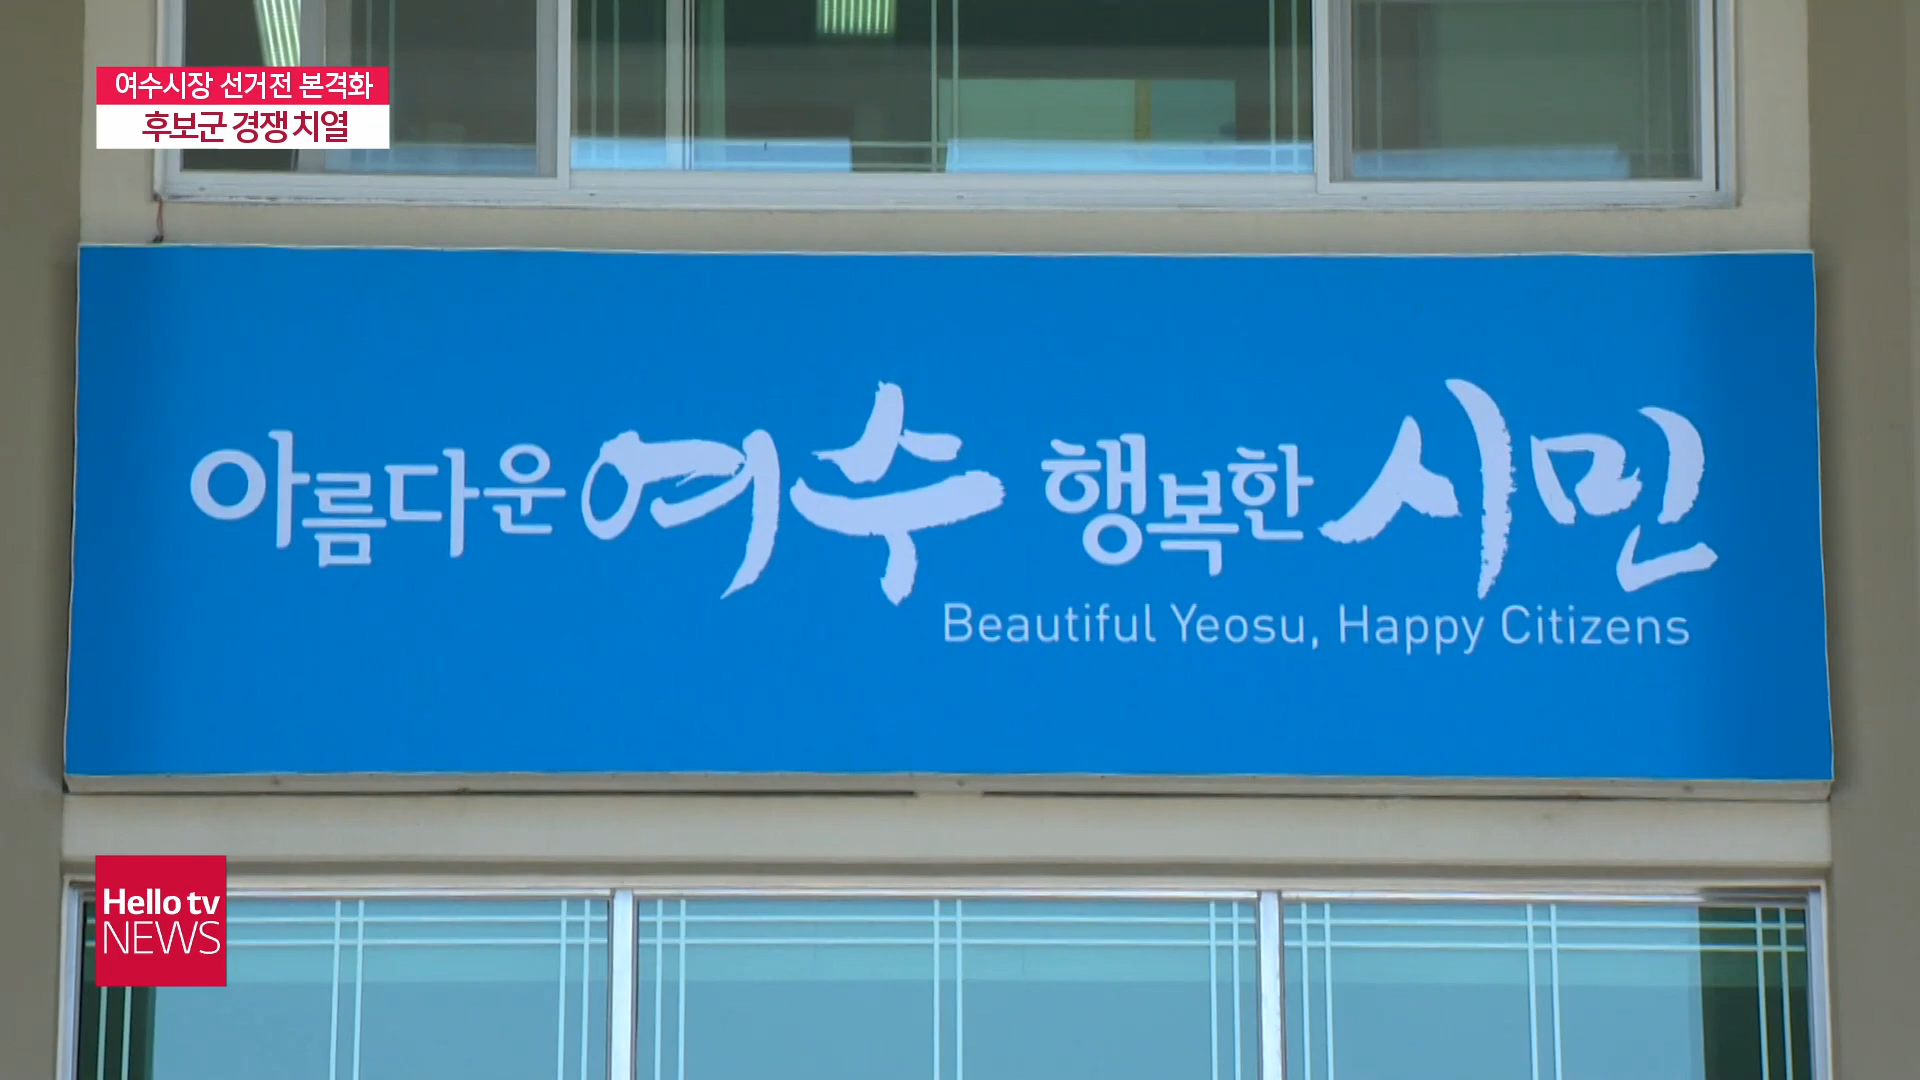 여수시장 선거전 본격화
후보군 경쟁 치열
아름다운 여수 행복한 시민
Beautiful Yeosu, Happy Citizens
Hello tv
NEWS